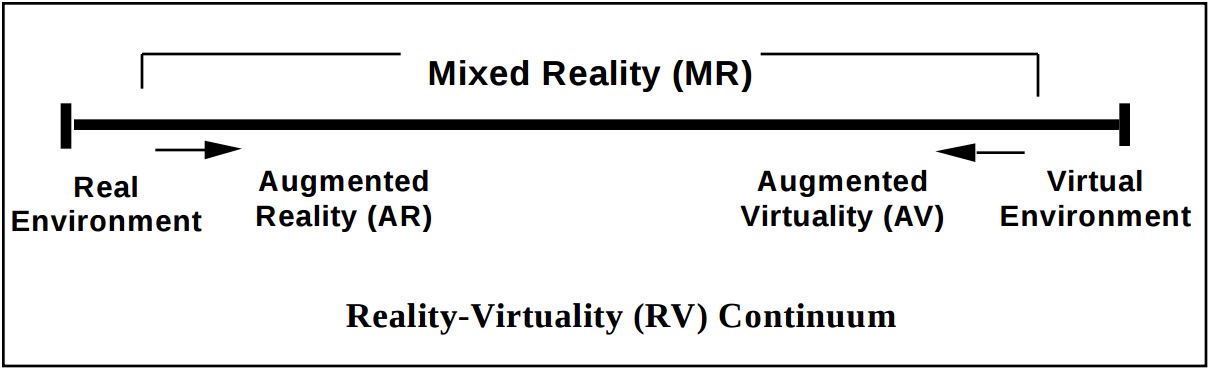 Mixed Reality (MR)
Real
Environment
Augmented
Reality (AR)
Augmented
Virtuality (AV)
Virtual
Environment
Reality-Virtuality (RV) Continuum